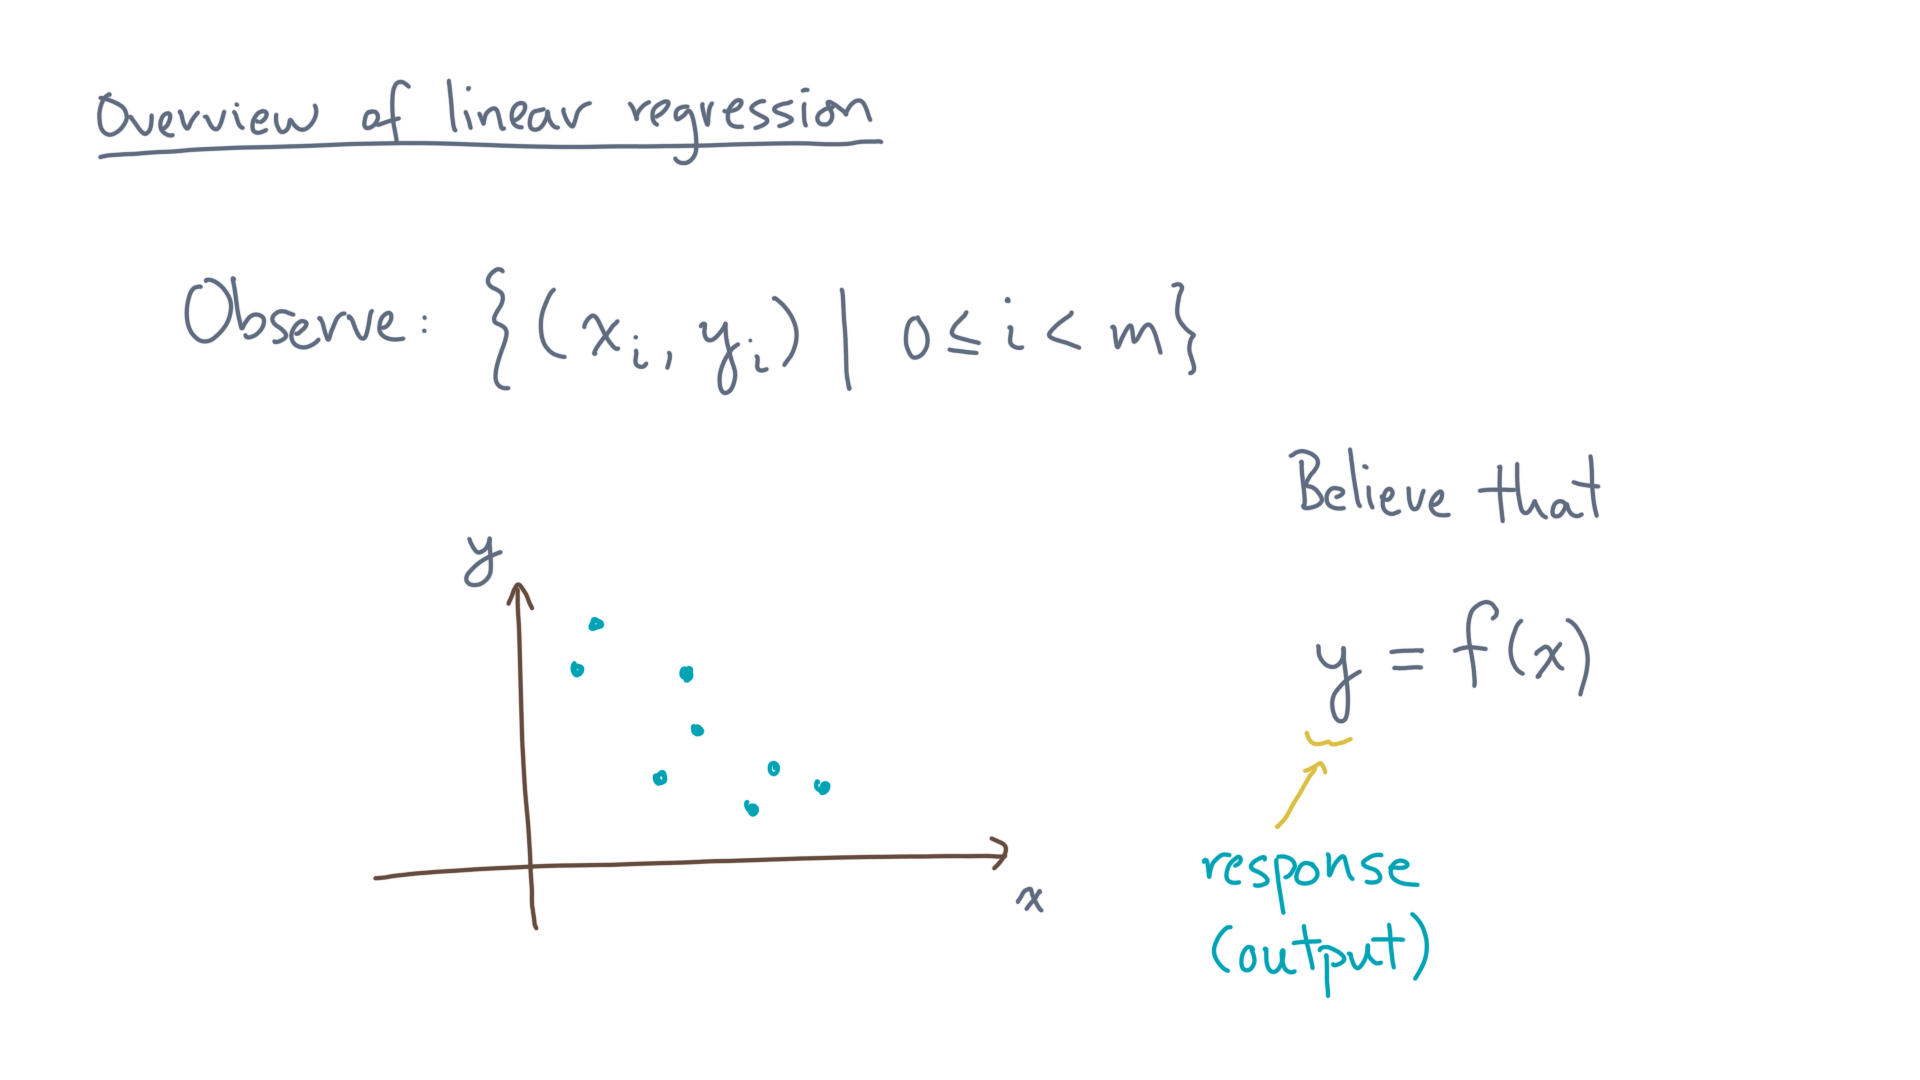 Overview of linear regression
Observe: {(xᵢ, yᵢ) | 0 ≤ i < m}
Believe that
y
y = f(x)
x
response
(output)